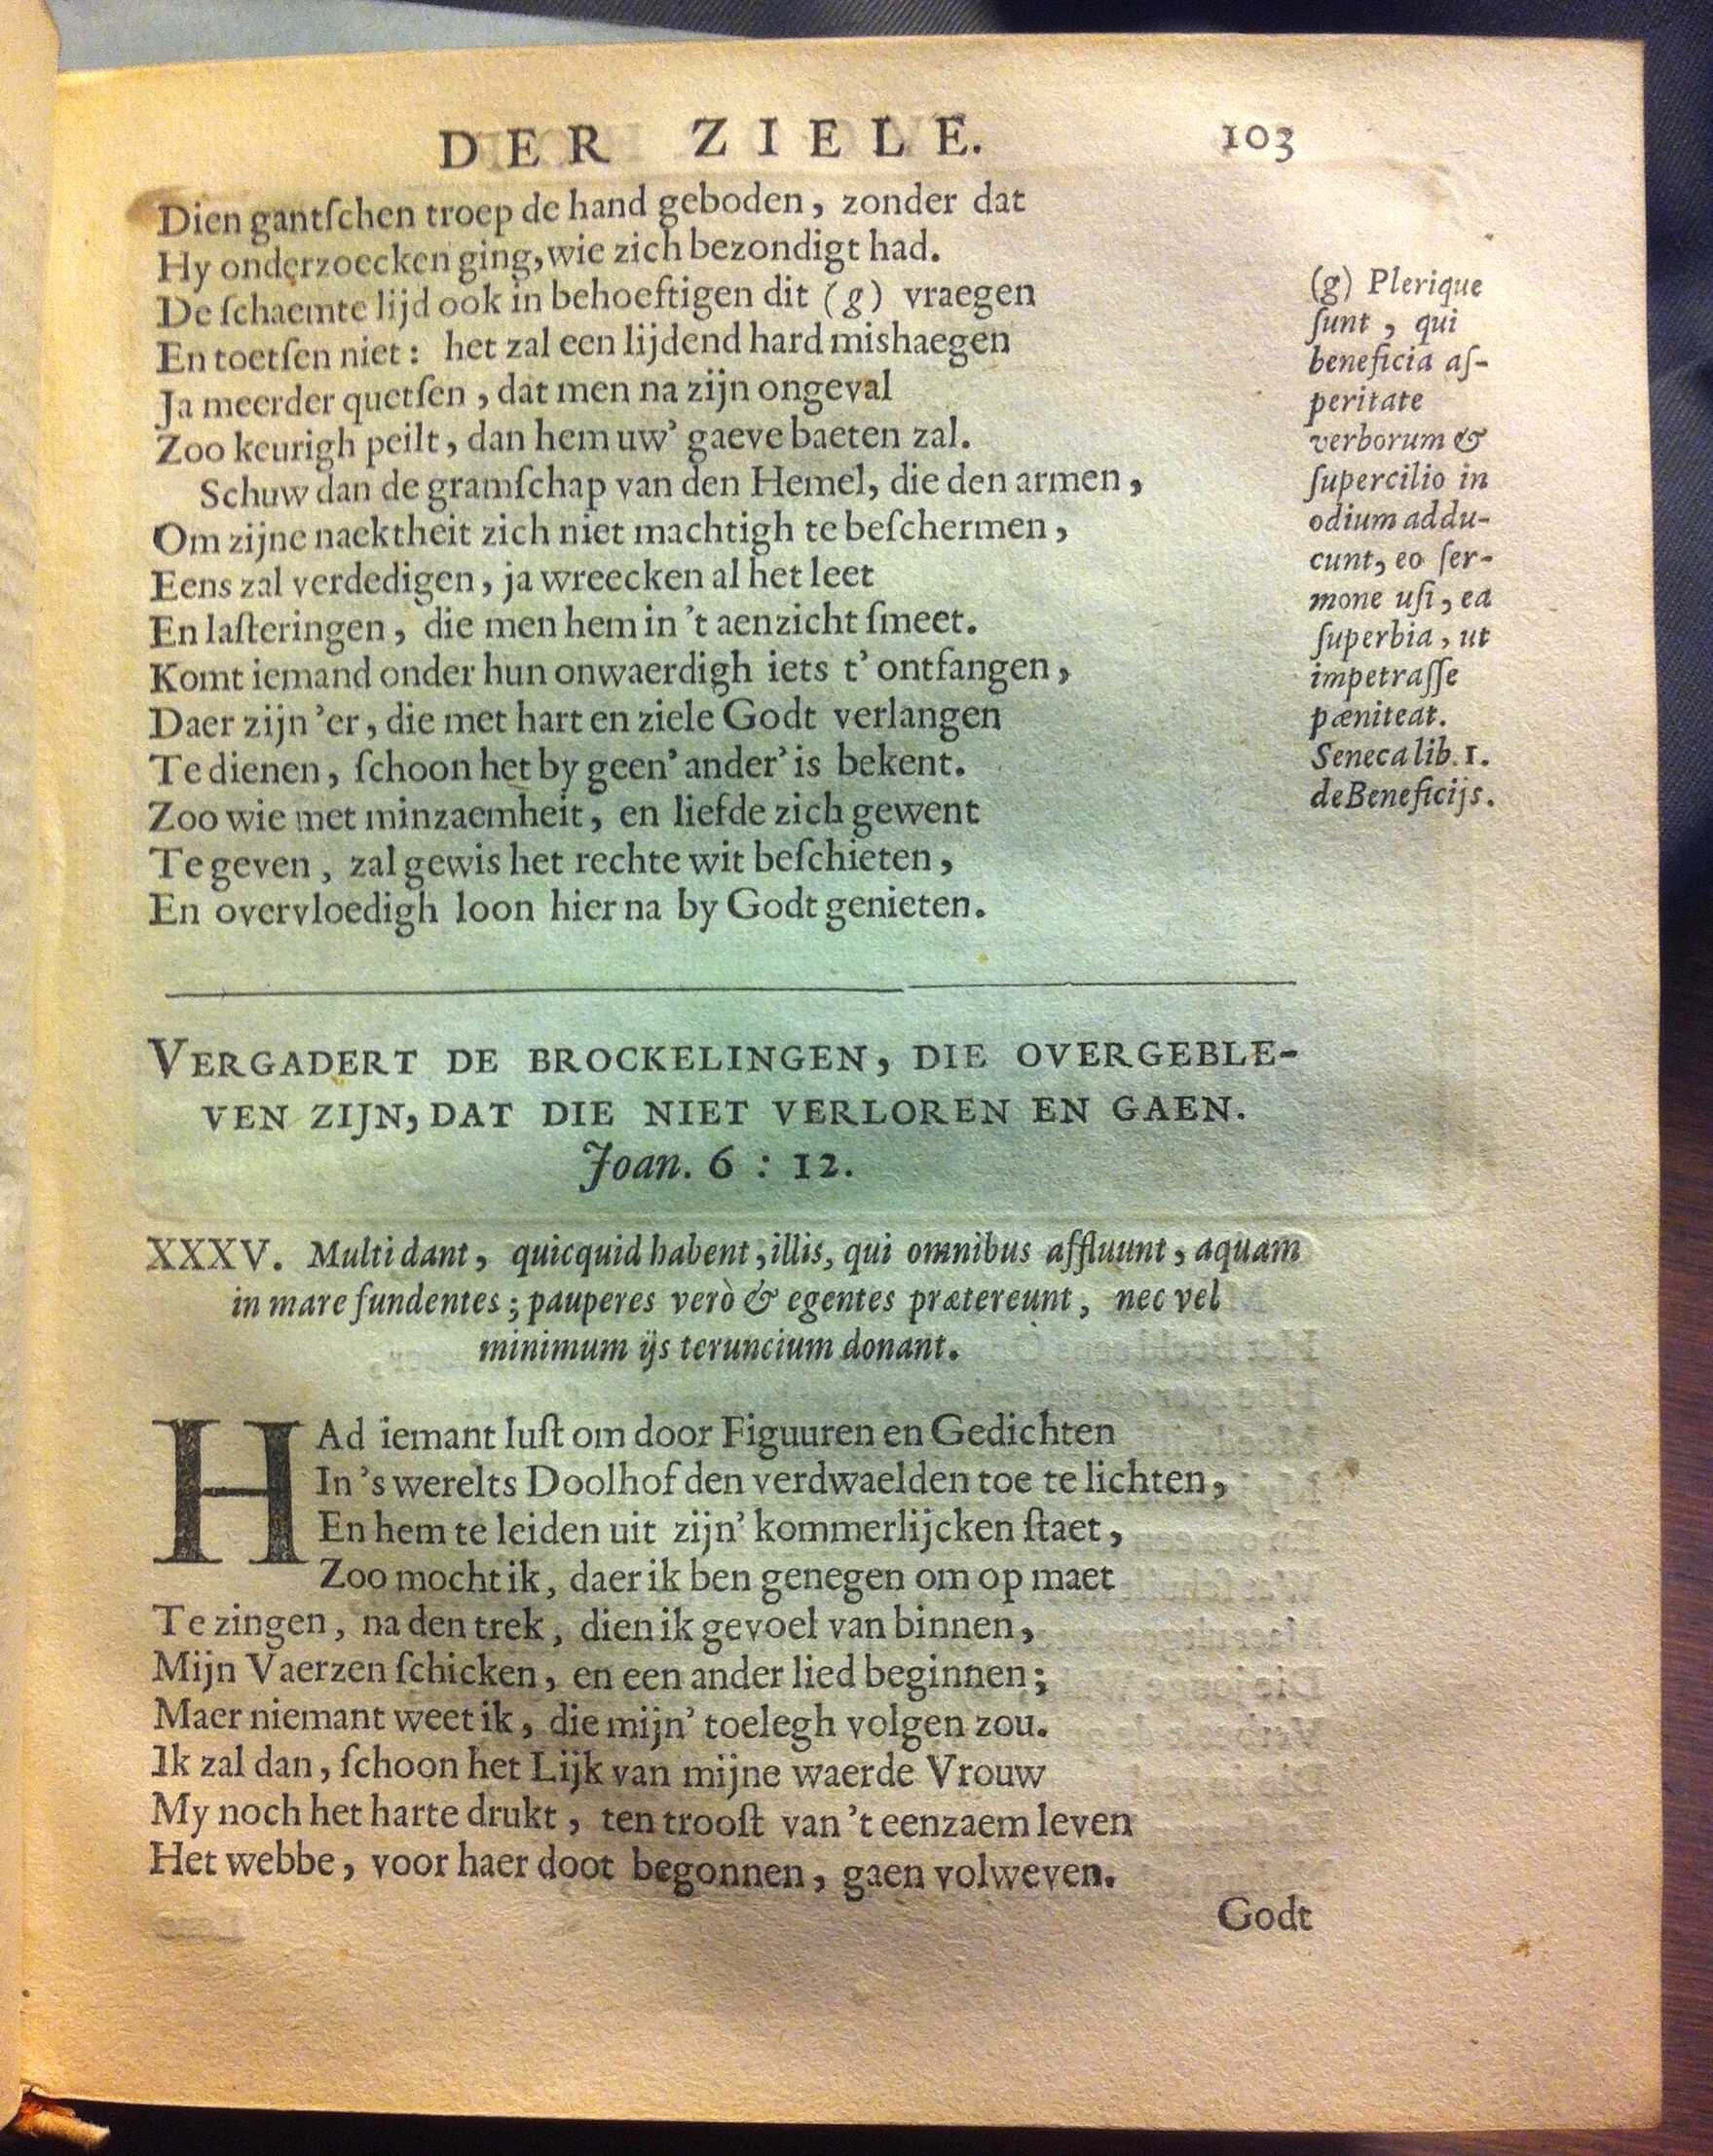 DER ZIELE. 103
Dien gantſchen troep de hand geboden, zonder dat
Hy onderzoecken ging, wie zich bezondigt had.
De ſchaemte lijd ook in behoeftigen dit (g) vraegen
En toetſen niet: het zal een lijdend hard mishaegen
Ja meerder quetſen, dat men na zijn ongeval
Zoo keurigh peilt, dan hem uw' gaeve baeten zal.
Schuw dan de gramſchap van den Hemel, die den armen,
Om zijne naektheit zich niet machtigh te beſchermen,
Eens zal verdedigen, ja wreecken al het leet
En laſteringen, die men hem in 't aenzicht ſmeet.
Komt iemand onder hun onwaerdigh iets t' ontfangen,
Daer zijn 'er, die met hart en ziele Godt verlangen
Te dienen, ſchoon het by geen' ander' is bekent.
Zoo wie met minzaemheit, en liefde zich gewent
Te geven, zal gewis het rechte wit beſchieten,
En overvloedigh loon hier na by Godt genieten.
(g) Plerique
ſunt, qui
beneficia aſ-
peritate
verborum &
ſupercilio in
odium addu-
cunt, eo ſer-
mone uſi, ea
ſuperbia, ut
impetraſſe
pæniteat.
Seneca lib. 1.
de Beneficijs.
VERGADERT DE BROCKELINGEN, DIE OVERGEBLE-
VEN ZIJN, DAT DIE NIET VERLOREN EN GAEN.
Joan. 6 : 12.
XXXV. Multi dant, quicquid habent, illis, qui omnibus affluunt, aquam
in mare fundentes; pauperes verò & egentes prætereunt, nec vel
minimum ijs teruncium donant.
HAd iemant luſt om door Figuuren en Gedichten
In 's werelts Doolhof den verdwaelden toe te lichten,
En hem te leiden uit zijn' kommerlijcken ſtaet,
Zoo mocht ik, daer ik ben genegen om op maet
Te zingen, na den trek, dien ik gevoel van binnen,
Mijn Vaerzen ſchicken, en een ander lied beginnen;
Maer niemant weet ik, die mijn' toelegh volgen zou.
Ik zal dan, ſchoon het Lijk van mijne waerde Vrouw
My noch het harte drukt, ten trooſt van 't eenzaem leven
Het webbe, voor haer doot begonnen, gaen volweven.
Godt